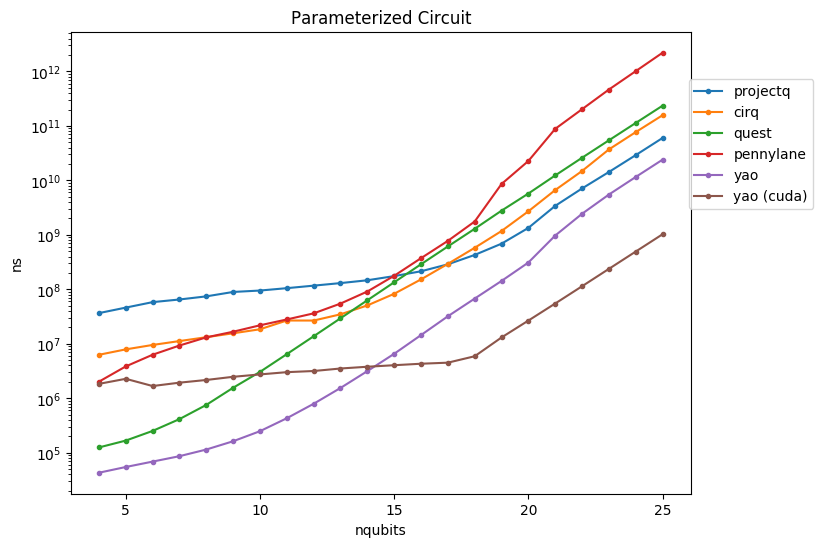 Parameterized Circuit
10^12
10^11
10^10
10^9
10^8
10^7
10^6
10^5
ns
5 10 15 20 25
nqubits
projectq
cirq
quest
pennylane
yao
yao (cuda)